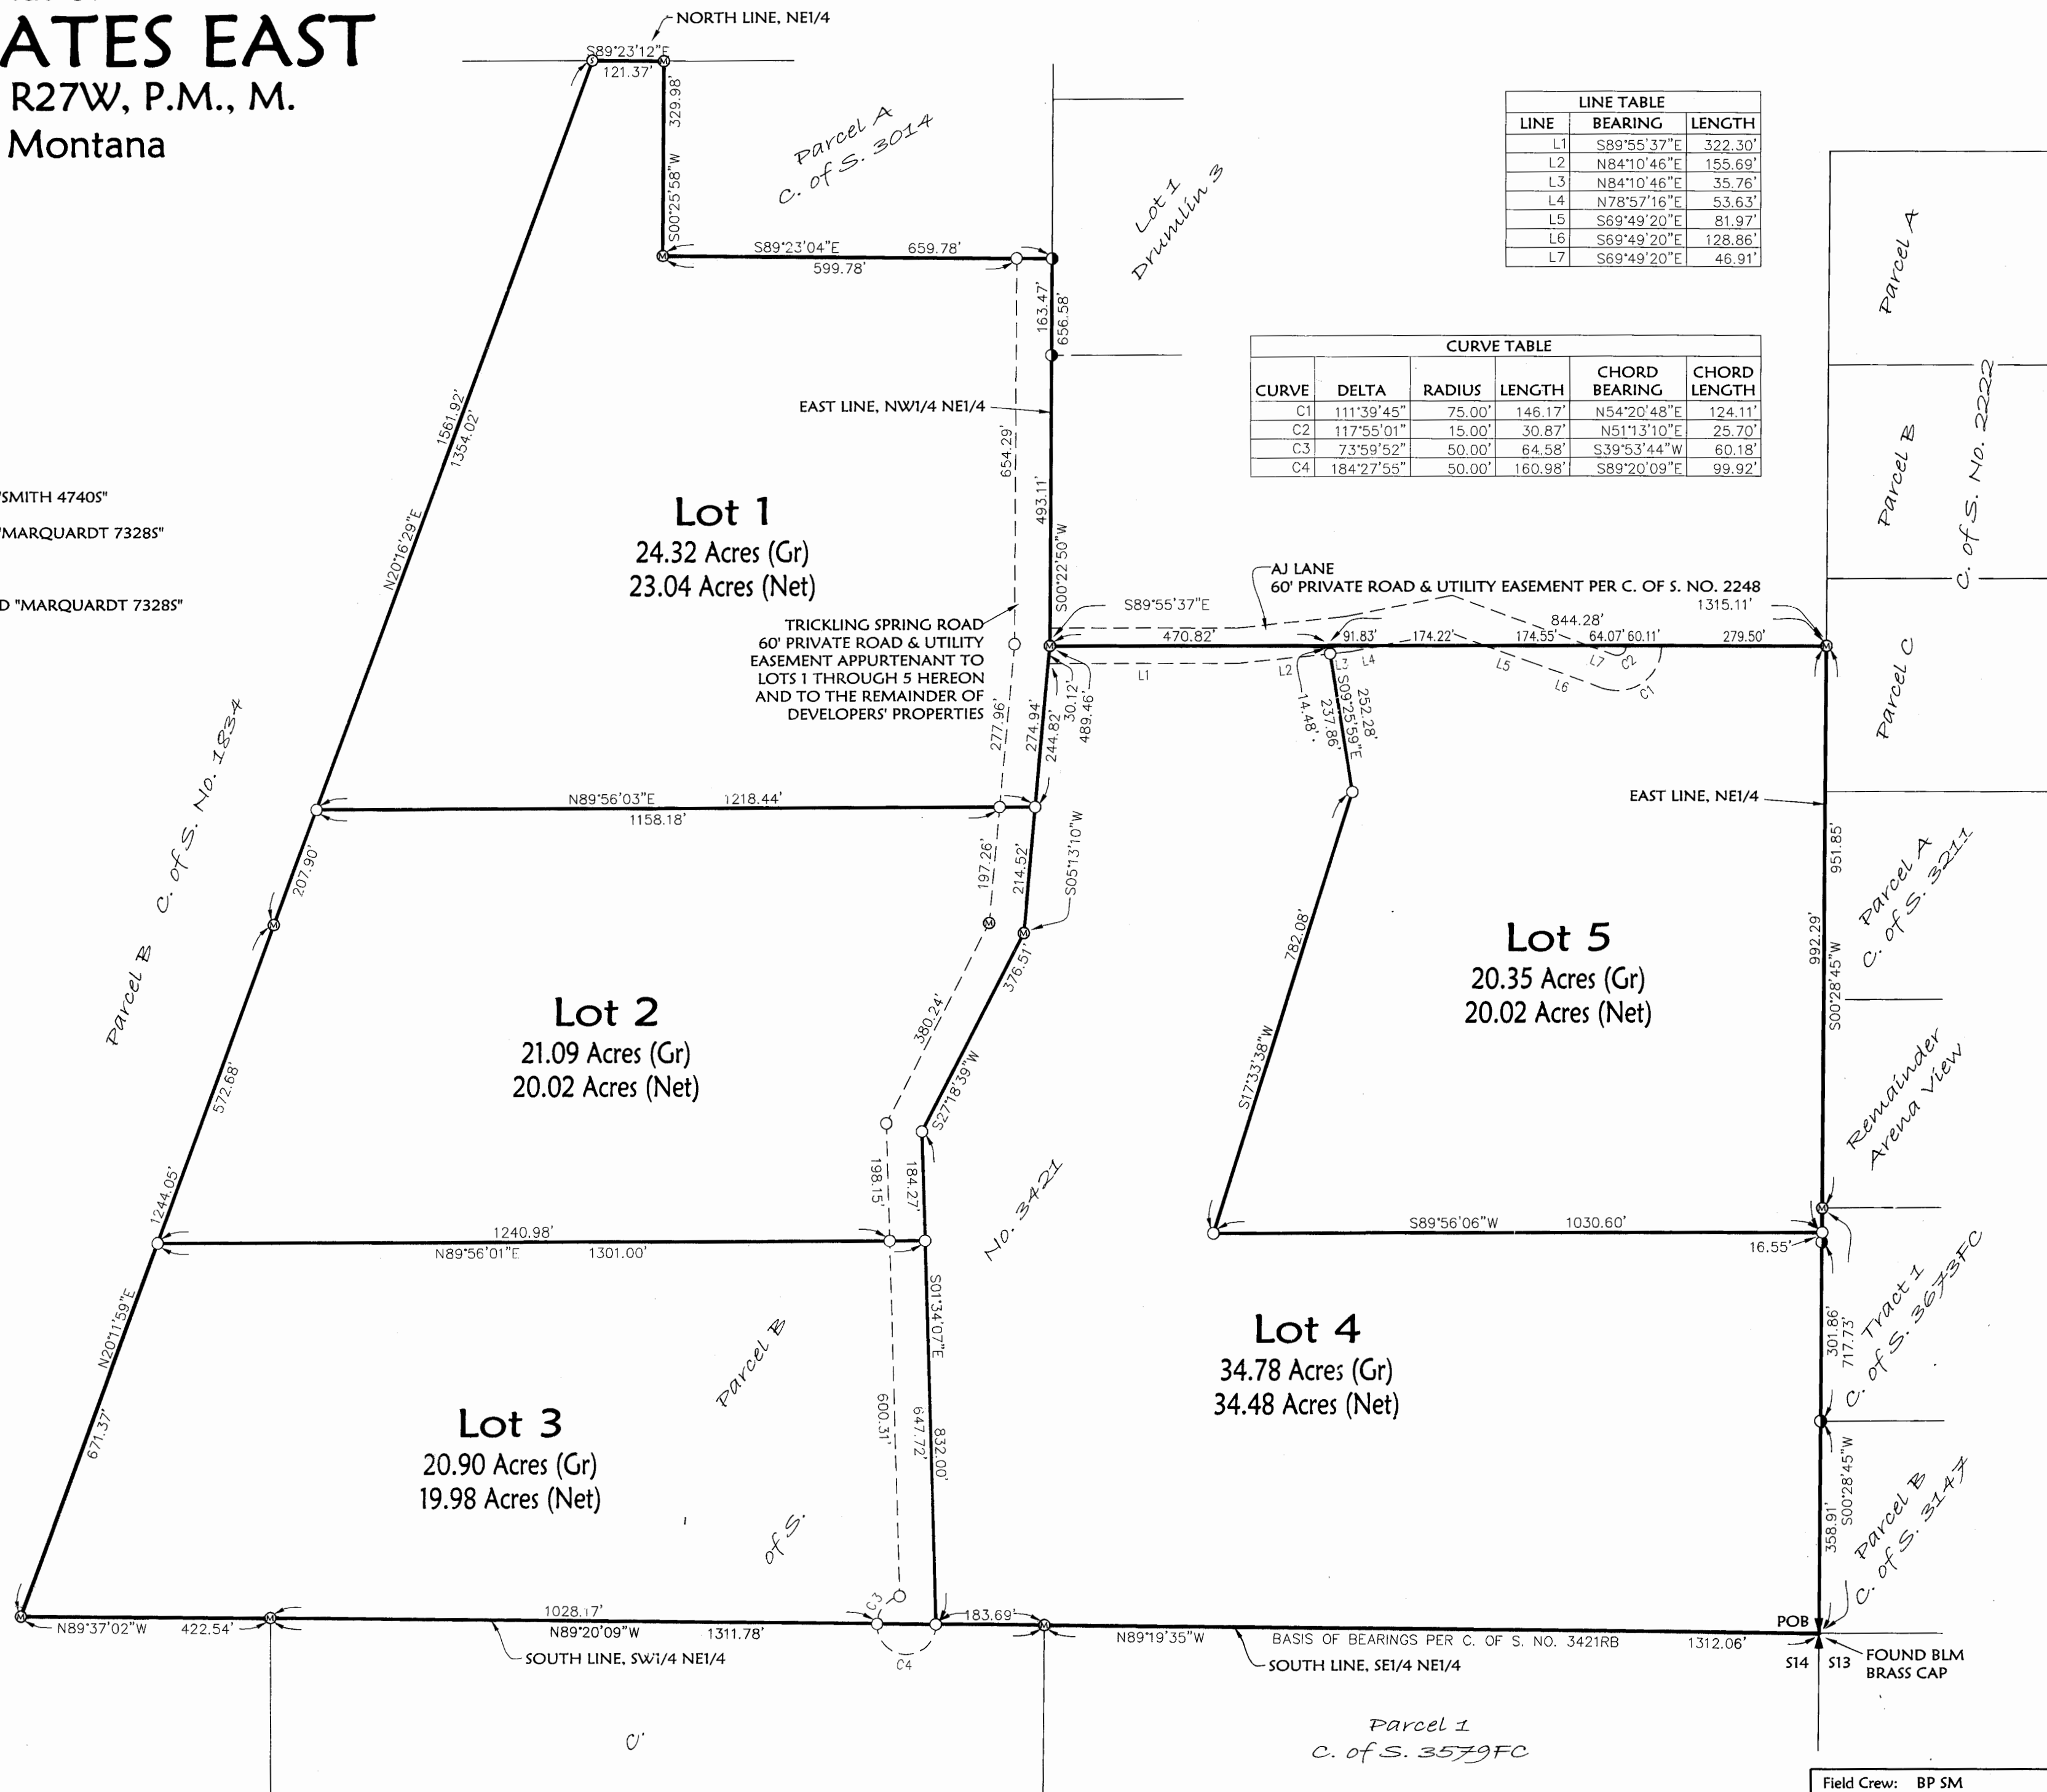 ATES EAST
R27W, P.M., M.
Montana
NORTH LINE, NE1/4
S89°23'12"E
121.37'
329.98'
S00°25'58"W
Parcel A
C. of S. 3014
S89°23'04"E 659.78'
599.78'
Lot 1
Drumlin 3
163.47'
656.58'
LINE TABLE
LINE BEARING LENGTH
L1 S89°55'37"E 322.30'
L2 N84°10'46"E 155.69'
L3 N84°10'46"E 35.76'
L4 N78°57'16"E 53.63'
L5 S69°49'20"E 81.97'
L6 S69°49'20"E 128.86'
L7 S69°49'20"E 46.91'
CURVE TABLE
CURVE DELTA RADIUS LENGTH CHORD BEARING CHORD LENGTH
C1 111°39'45" 75.00' 146.17' N54°20'48"E 124.11'
C2 117°55'01" 15.00' 30.87' N51°13'10"E 25.70'
C3 73°59'52" 50.00' 64.58' S39°53'44"W 60.18'
C4 184°27'55" 50.00' 160.98' S89°20'09"E 99.92'
Parcel A
Parcel B
C. of S. No. 2222
Parcel C
EAST LINE, NW1/4 NE1/4
654.29'
493.11'
S00°22'50"W
1561.92'
1354.02'
N20°16'29"E
SMITH 4740S"
"MARQUARDT 7328S"
D "MARQUARDT 7328S"
Lot 1
24.32 Acres (Gr)
23.04 Acres (Net)
TRICKLING SPRING ROAD
60' PRIVATE ROAD & UTILITY
EASEMENT APPURTENANT TO
LOTS 1 THROUGH 5 HEREON
AND TO THE REMAINDER OF
DEVELOPERS' PROPERTIES
AJ LANE
60' PRIVATE ROAD & UTILITY EASEMENT PER C. OF S. NO. 2248
S89°55'37"E
1315.11'
844.28'
470.82'
91.83'
174.22'
174.55'
64.07'
60.11'
279.50'
L1
L2
L3
L4
L5
L6
L7
C2
C1
14.48'
237.86'
S09°25'59"E
252.28'
277.96'
274.94'
244.82'
30.12'
489.46'
N89°56'03"E 1218.44'
1158.18'
207.90'
197.26'
214.52'
S05°13'10"W
Parcel B C. of S. No. 1834
EAST LINE, NE1/4
951.85'
992.29'
S00°28'45"W
Parcel A
C. of S. 3211
Remainder
Arena View
Lot 2
21.09 Acres (Gr)
20.02 Acres (Net)
572.68'
1244.05'
380.24'
376.51'
S27°18'39"W
782.08'
S17°33'38"W
Lot 5
20.35 Acres (Gr)
20.02 Acres (Net)
198.15'
184.27'
1240.98'
N89°56'01"E 1301.00'
S89°56'06"W 1030.60'
16.55'
Parcel B
of S.
No. 3421
N20°11'59"E
671.37'
Lot 3
20.90 Acres (Gr)
19.98 Acres (Net)
600.31'
647.72'
S01°34'07"E
832.00'
Lot 4
34.78 Acres (Gr)
34.48 Acres (Net)
301.86'
717.73'
Tract 1
C. of S. 3673FC
358.91'
S00°28'45"W
Parcel B
C. of S. 3147
C3
C4
N89°37'02"W 422.54'
1028.17'
N89°20'09"W 1311.78'
SOUTH LINE, SW1/4 NE1/4
183.69'
N89°19'35"W BASIS OF BEARINGS PER C. OF S. NO. 3421RB 1312.06'
SOUTH LINE, SE1/4 NE1/4
POB
S14 S13
FOUND BLM
BRASS CAP
Parcel 1
C. of S. 3579FC
Field Crew: BP SM